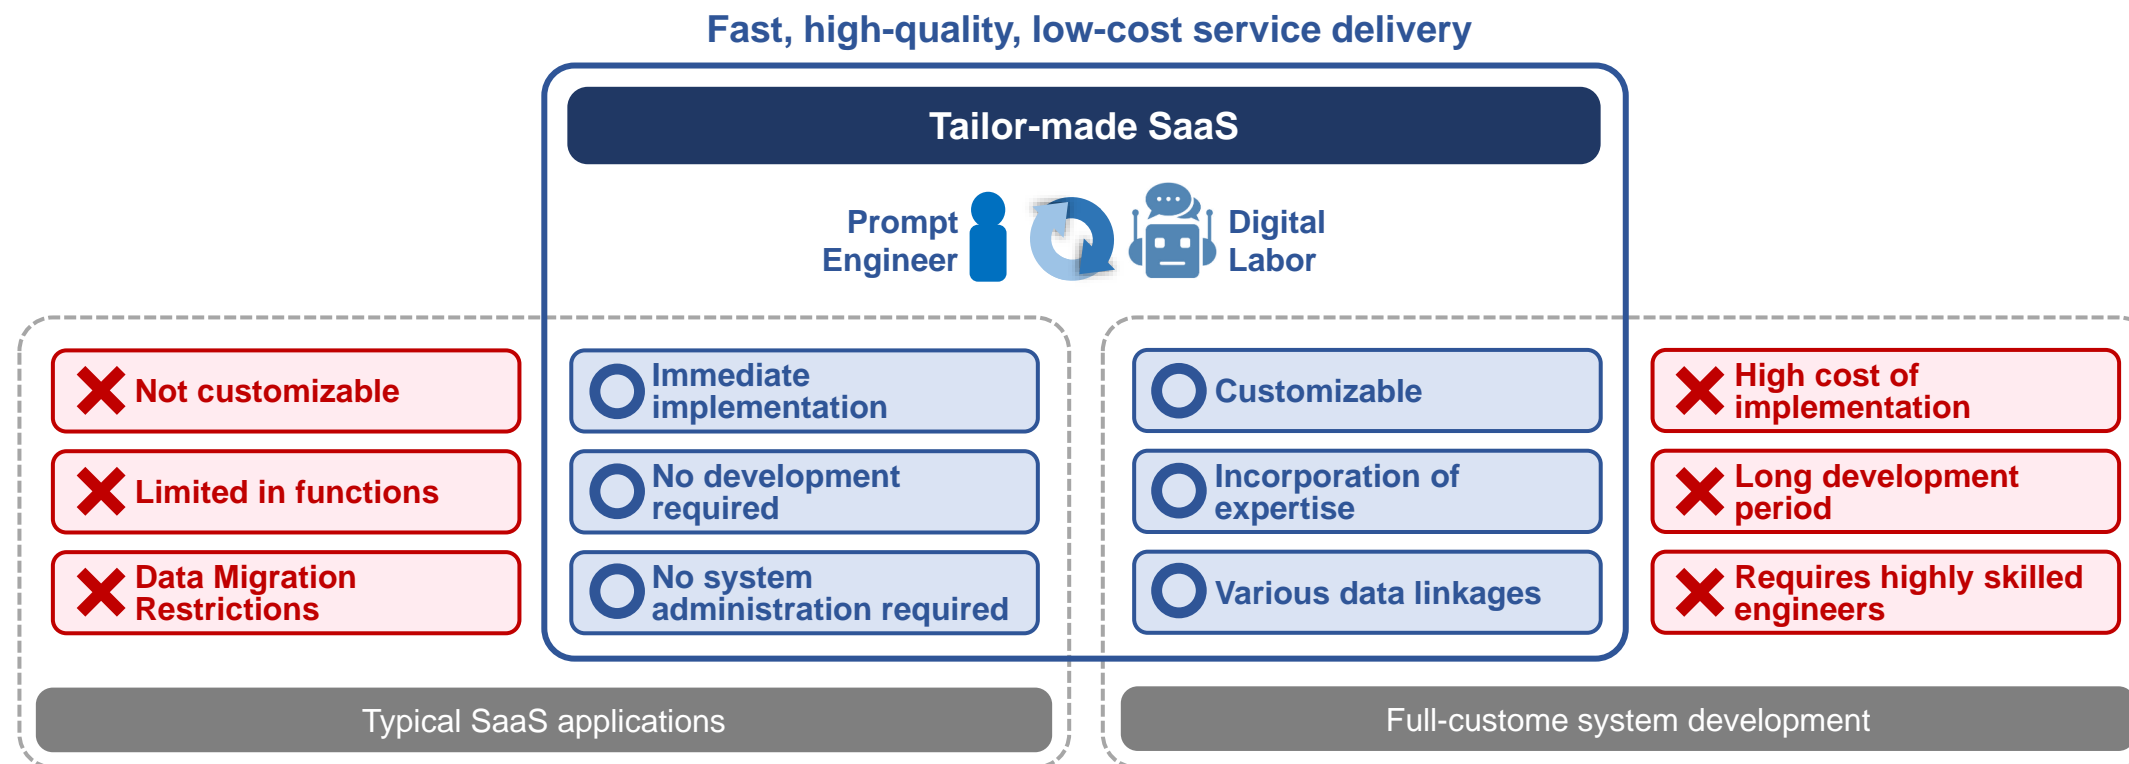 Fast, high-quality, low-cost service delivery
Tailor-made SaaS
Prompt
Engineer
Digital
Labor
Not customizable
Limited in functions
Data Migration
Restrictions
Immediate
implementation
No development
required
No system
administration required
Customizable
Incorporation of
expertise
Various data linkages
High cost of
implementation
Long development
period
Requires highly skilled
engineers
Typical SaaS applications
Full-custome system development